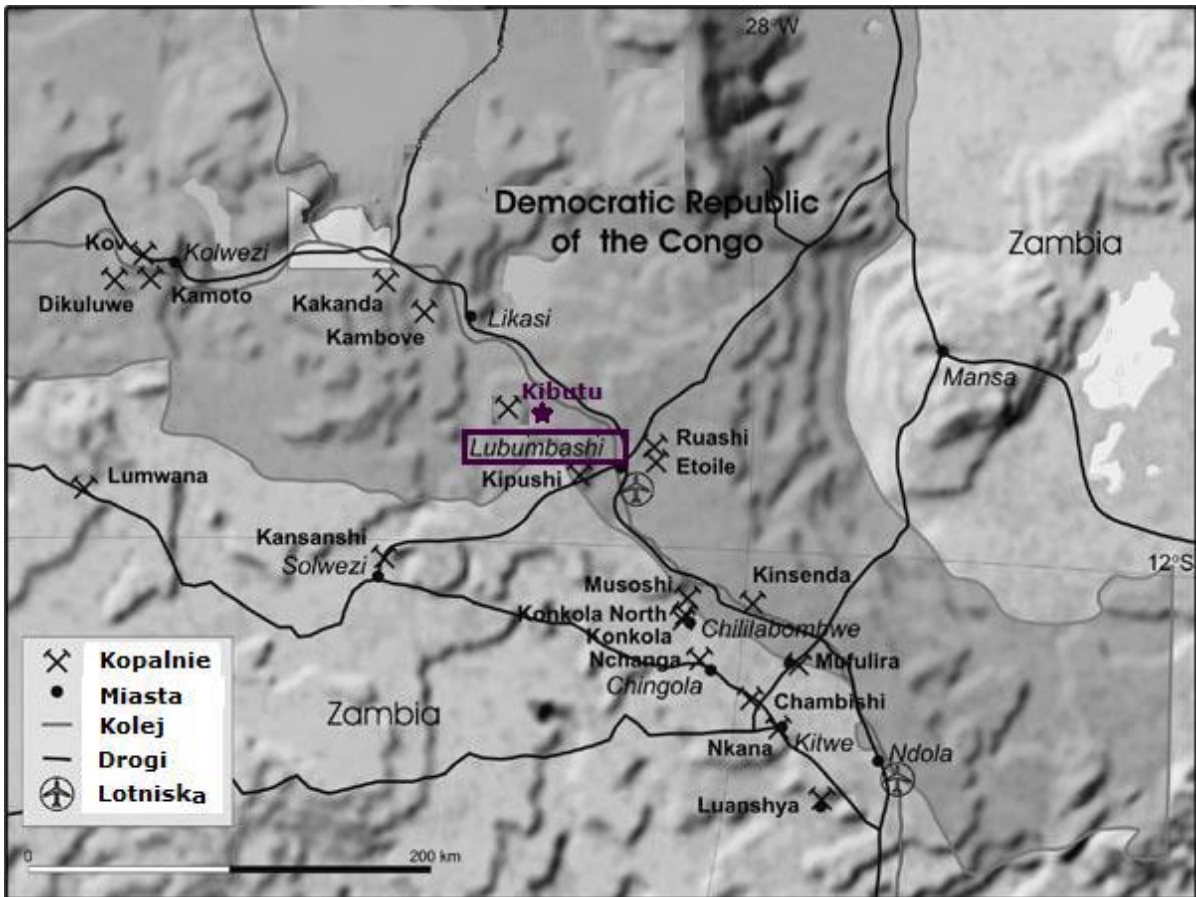 28°W
Democratic Republic
of the Congo
Zambia
Kov
Kolwezi
Dikuluwe
Kamoto
Kakanda
Kambove
Likasi
Mansa
Kibutu
Lubumbashi
Ruashi
Etoile
Kipushi
Lumwana
Kansanshi
Solwezi
12°S
Musoshi
Kinsenda
Konkola North
Konkola
Chililabombwe
Nchanga
Chingola
Mufulira
Chambishi
Nkana
Kitwe
Ndola
Luanshya
Zambia
Kopalnie
Miasta
Kolej
Drogi
Lotniska
0
200 km